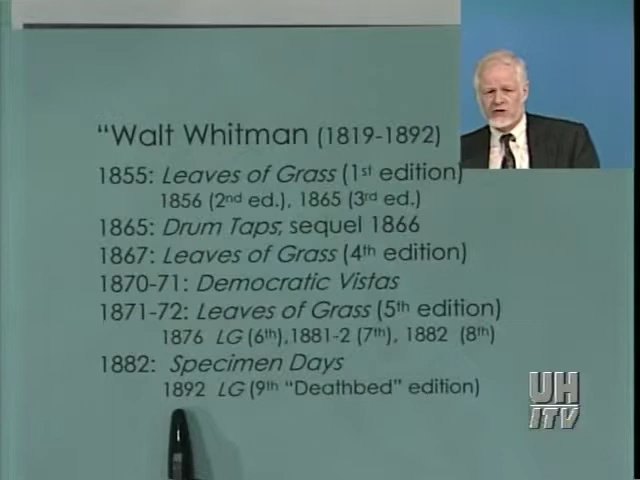 “Walt Whitman (1819-1892)
1855: Leaves of Grass (1st edition)
1856 (2nd ed.), 1865 (3rd ed.)
1865: Drum Taps; sequel 1866
1867: Leaves of Grass (4th edition)
1870-71: Democratic Vistas
1871-72: Leaves of Grass (5th edition)
1876 LG (6th),1881-2 (7th), 1882 (8th)
1882: Specimen Days
1892 LG (9th “Deathbed” edition)
UH
ITV